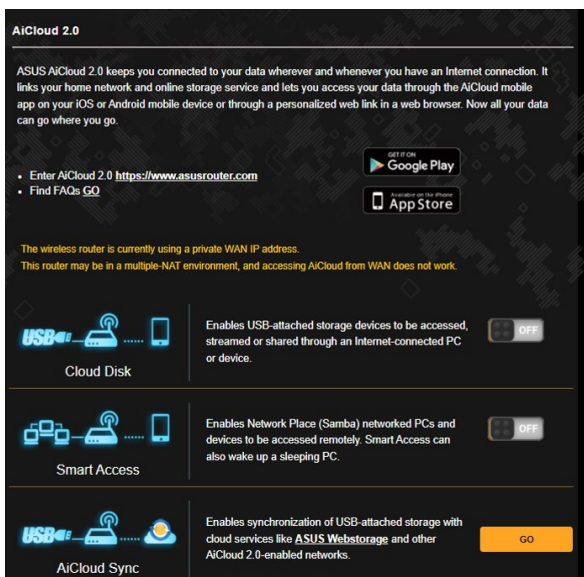 AiCloud 2.0
ASUS AiCloud 2.0 keeps you connected to your data wherever and whenever you have an Internet connection. It
links your home network and online storage service and lets you access your data through the AiCloud mobile
app on your iOS or Android mobile device or through a personalized web link in a web browser. Now all your data
can go where you go.
GET IT ON
Google Play
Enter AiCloud 2.0 https://www.asusrouter.com
Find FAQs GO
Available on the iPhone
App Store
The wireless router is currently using a private WAN IP address.
This router may be in a multiple-NAT environment, and accessing AiCloud from WAN does not work.
USB
Cloud Disk
Enables USB-attached storage devices to be accessed,
streamed or shared through an Internet-connected PC
or device.
OFF
Smart Access
Enables Network Place (Samba) networked PCs and
devices to be accessed remotely. Smart Access can
also wake up a sleeping PC.
OFF
USB
AiCloud Sync
Enables synchronization of USB-attached storage with
cloud services like ASUS Webstorage and other
AiCloud 2.0-enabled networks.
GO